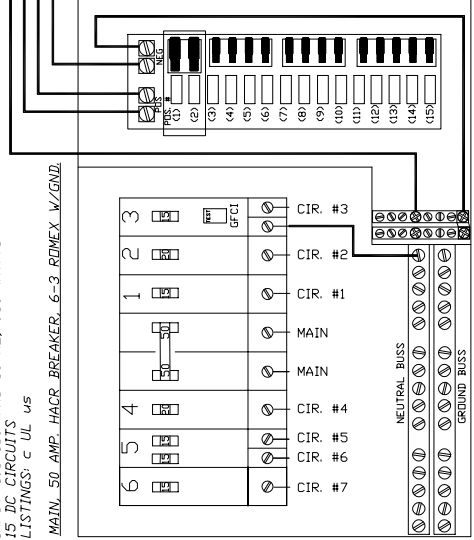 15 DC CIRCUITS
LISTINGS: c UL us
MAIN, 50 AMP. HACR BREAKER, 6-3 ROMEX W/GND.
NEG
POS
POS. #
(1)
(2)
(3)
(4)
(5)
(6)
(7
(8)
(9)
(10)
(11)
(12)
(13)
(14)
(15)
3
15
TEST
GFCI
CIR. #3
2
20
CIR. #2
1
15
CIR. #1
50
MAIN
50
MAIN
4
20
CIR. #4
5
15
CIR. #5
15
CIR. #6
6
15
CIR. #7
NEUTRAL BUSS
GROUND BUSS